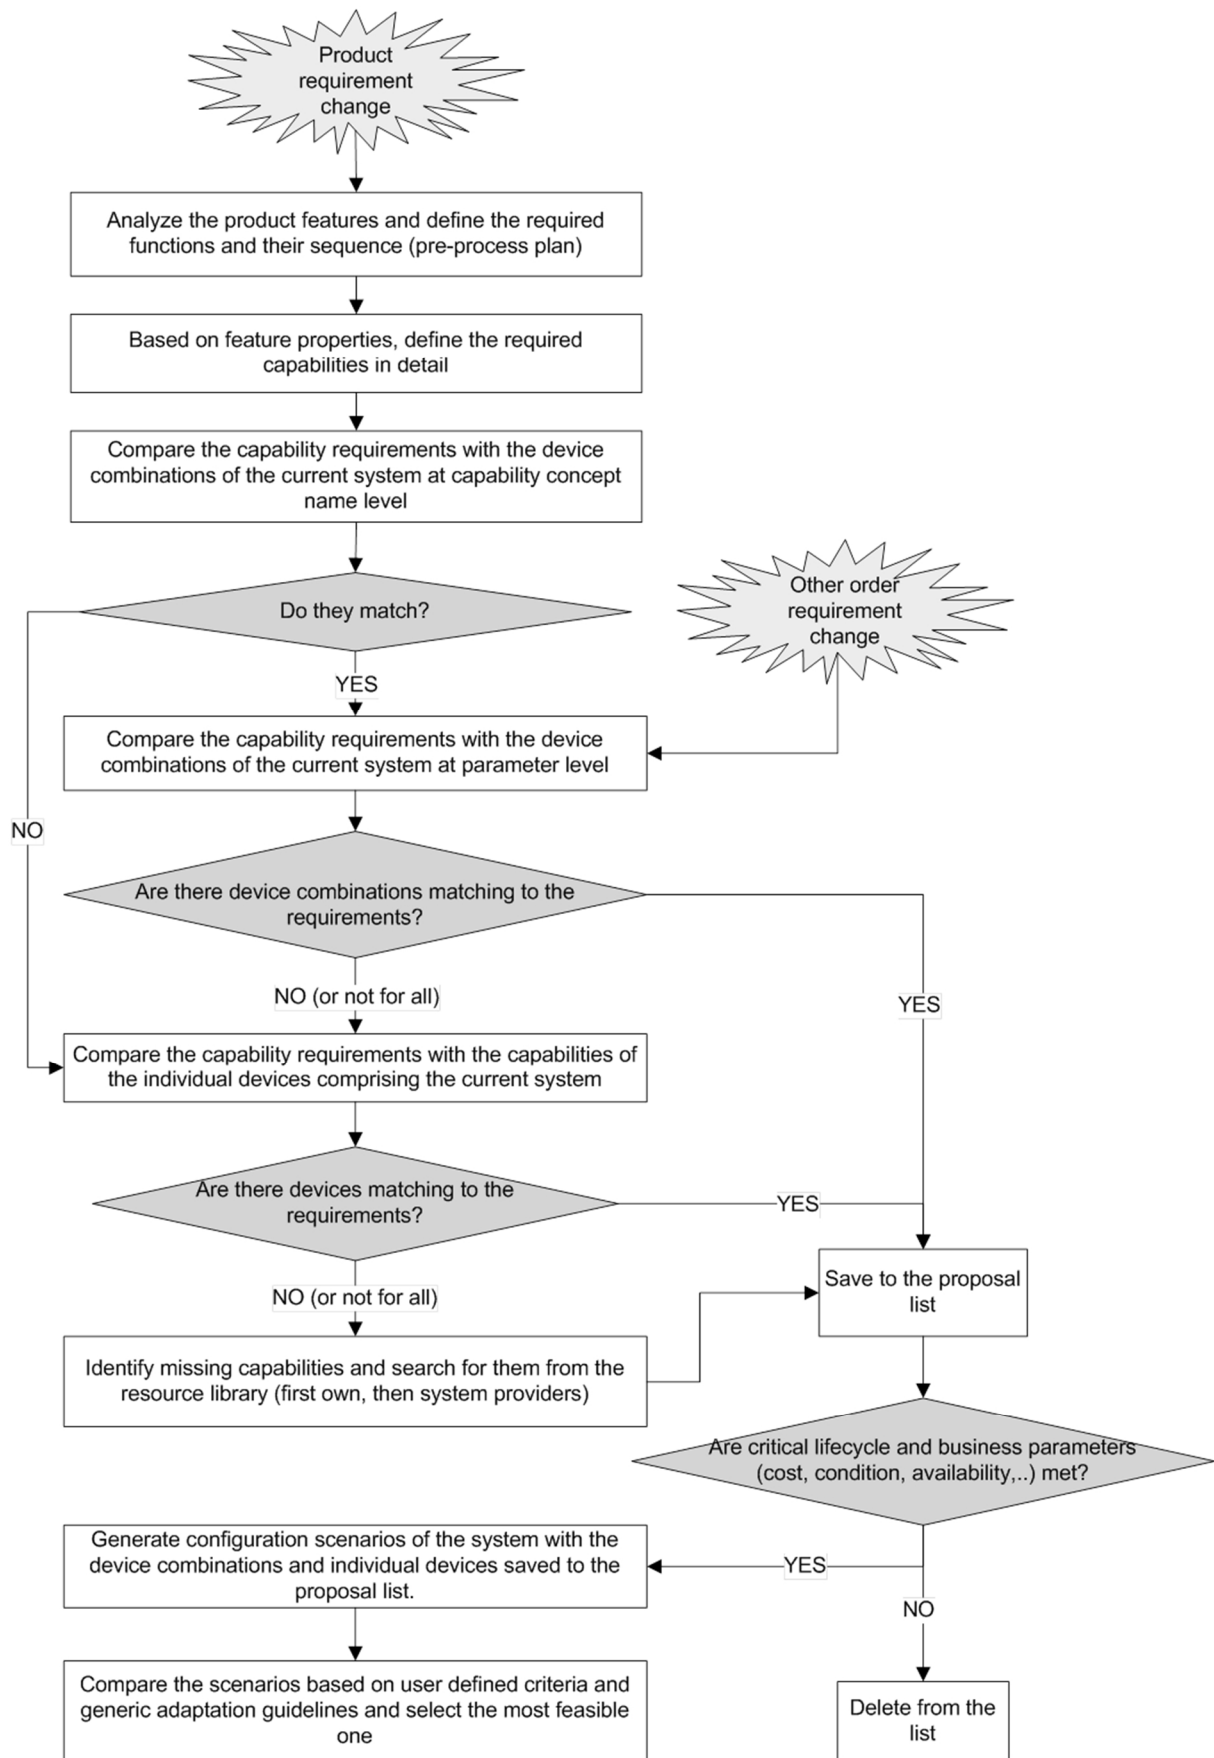 Product
requirement
change
Analyze the product features and define the required
functions and their sequence (pre-process plan)
Based on feature properties, define the required
capabilities in detail
Compare the capability requirements with the device
combinations of the current system at capability concept
name level
Do they match?
Other order
requirement
change
YES
Compare the capability requirements with the device
combinations of the current system at parameter level
NO
Are there device combinations matching to the
requirements?
NO (or not for all)
YES
Compare the capability requirements with the capabilities of
the individual devices comprising the current system
Are there devices matching to the
requirements?
YES
NO (or not for all)
Save to the proposal
list
Identify missing capabilities and search for them from the
resource library (first own, then system providers)
Are critical lifecycle and business parameters
(cost, condition, availability,..) met?
Generate configuration scenarios of the system with the
device combinations and individual devices saved to the
proposal list.
YES
NO
Compare the scenarios based on user defined criteria and
generic adaptation guidelines and select the most feasible
one
Delete from the
list